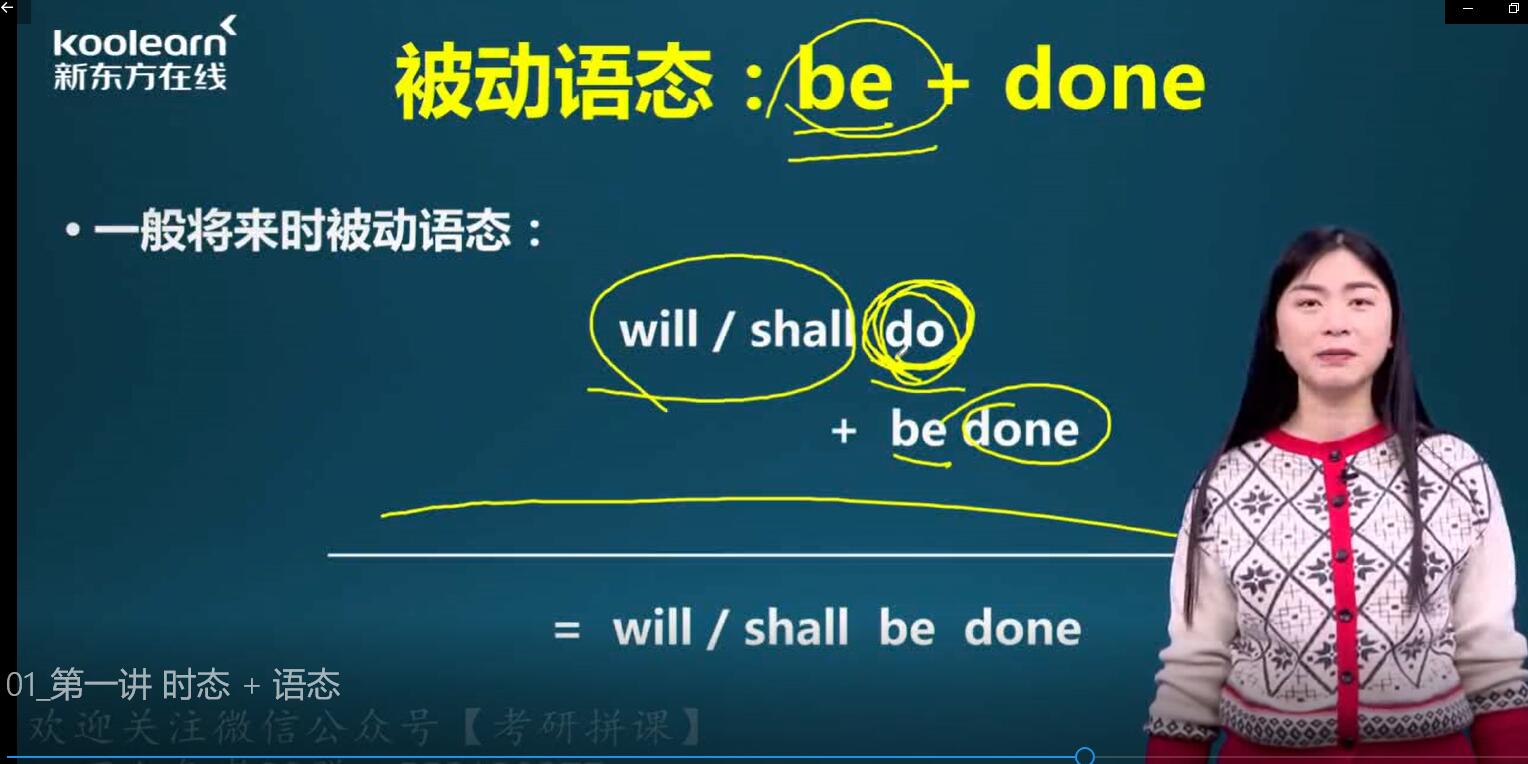 koolearn
新东方在线
被动语态：be + done
• 一般将来时被动语态：
will / shall do
+ be done
= will / shall be done
01_第一讲 时态 + 语态
欢迎关注微信公众号【考研拼课】